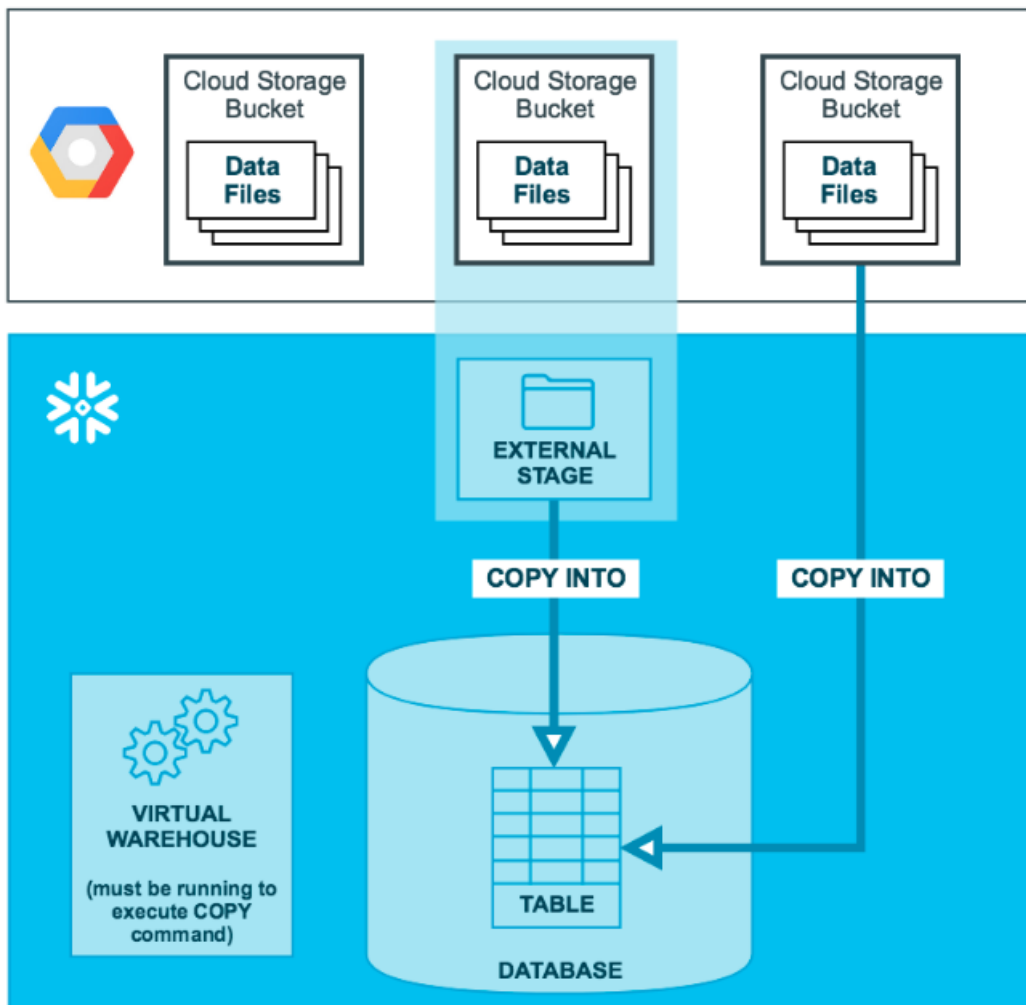 Cloud Storage
Bucket
Data
Files
Cloud Storage
Bucket
Data
Files
Cloud Storage
Bucket
Data
Files
EXTERNAL
STAGE
COPY INTO
COPY INTO
VIRTUAL
WAREHOUSE
(must be running to
execute COPY
command)
TABLE
DATABASE